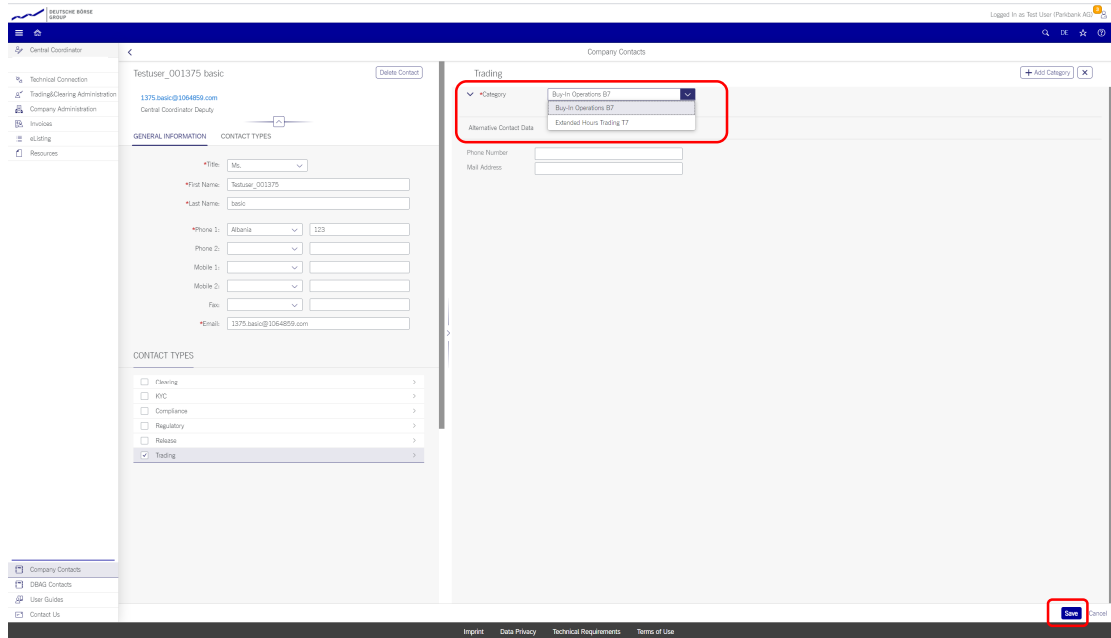 DEUTSCHE BÖRSE
GROUP
Logged In as Test User (Parkbank AG)
DE
Central Coordinator
Technical Connection
Trading&Clearing Administration
Company Administration
Invoices
eListing
Resources
Company Contacts
DBAG Contacts
User Guides
Contact Us
Company Contacts
Testuser_001375 basic
Delete Contact
1375.basic@1064859.com
Central Coordinator Deputy
GENERAL INFORMATION CONTACT TYPES
*Title: Ms.
*First Name: Testuser_001375
*Last Name: basic
*Phone 1: Albania 123
Phone 2:
Mobile 1:
Mobile 2:
Fax:
*Email: 1375.basic@1064859.com
CONTACT TYPES
Clearing
KYC
Compliance
Regulatory
Release
Trading
Trading
+ Add Category
*Category Buy-In Operations B7
Buy-In Operations B7
Extended Hours Trading T7
Alternative Contact Data
Phone Number
Mail Address
Save Cancel
Imprint Data Privacy Technical Requirements Terms of Use